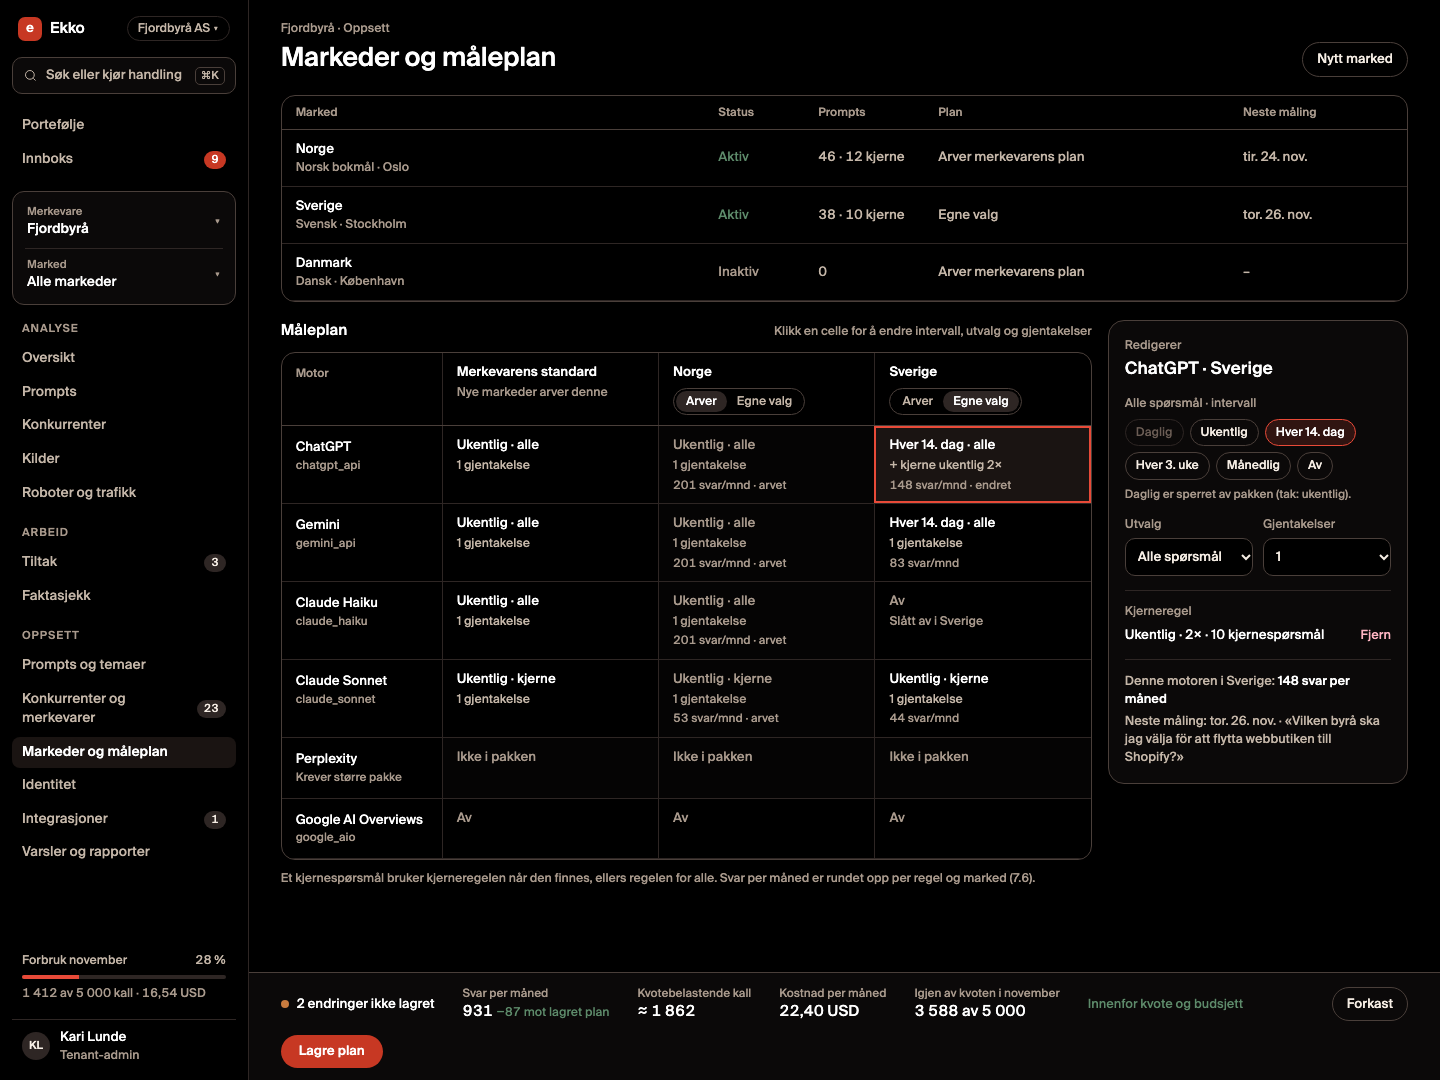 e Ekko
Fjordbyrå AS ▾
Søk eller kjør handling ⌘K
Portefølje
Innboks 9
Merkevare
Fjordbyrå
Marked
Alle markeder
ANALYSE
Oversikt
Prompts
Konkurrenter
Kilder
Roboter og trafikk
ARBEID
Tiltak 3
Faktasjekk
OPPSETT
Prompts og temaer
Konkurrenter og
merkevarer 23
Markeder og måleplan
Identitet
Integrasjoner 1
Varsler og rapporter
Forbruk november 28 %
1 412 av 5 000 kall · 16,54 USD
KL Kari Lunde
Tenant-admin
Fjordbyrå · Oppsett
Markeder og måleplan
Nytt marked
Marked Status Prompts Plan Neste måling
Norge
Norsk bokmål · Oslo
Aktiv 46 · 12 kjerne Arver merkevarens plan tir. 24. nov.
Sverige
Svensk · Stockholm
Aktiv 38 · 10 kjerne Egne valg tor. 26. nov.
Danmark
Dansk · København
Inaktiv 0 Arver merkevarens plan –
Måleplan
Klikk en celle for å endre intervall, utvalg og gjentakelser
Motor
Merkevarens standard
Nye markeder arver denne
Norge
Arver Egne valg
Sverige
Arver Egne valg
ChatGPT
chatgpt_api
Ukentlig · alle
1 gjentakelse
Ukentlig · alle
1 gjentakelse
201 svar/mnd · arvet
Hver 14. dag · alle
+ kjerne ukentlig 2×
148 svar/mnd · endret
Gemini
gemini_api
Ukentlig · alle
1 gjentakelse
Ukentlig · alle
1 gjentakelse
201 svar/mnd · arvet
Hver 14. dag · alle
1 gjentakelse
83 svar/mnd
Claude Haiku
claude_haiku
Ukentlig · alle
1 gjentakelse
Ukentlig · alle
1 gjentakelse
201 svar/mnd · arvet
Av
Slått av i Sverige
Claude Sonnet
claude_sonnet
Ukentlig · kjerne
1 gjentakelse
Ukentlig · kjerne
1 gjentakelse
53 svar/mnd · arvet
Ukentlig · kjerne
1 gjentakelse
44 svar/mnd
Perplexity
Krever større pakke
Ikke i pakken
Ikke i pakken
Ikke i pakken
Google AI Overviews
google_aio
Av
Av
Av
Et kjernespørsmål bruker kjerneregelen når den finnes, ellers regelen for alle. Svar per måned er rundet opp per regel og marked (7.6).
Redigerer
ChatGPT · Sverige
Alle spørsmål · intervall
Daglig Ukentlig Hver 14. dag
Hver 3. uke Månedlig Av
Daglig er sperret av pakken (tak: ukentlig).
Utvalg Gjentakelser
Alle spørsmål 1
Kjerneregel
Ukentlig · 2× · 10 kjernespørsmål Fjern
Denne motoren i Sverige: 148 svar per
måned
Neste måling: tor. 26. nov. · «Vilken byrå ska
jag välja för att flytta webbutiken till
Shopify?»
2 endringer ikke lagret
Svar per måned
931 −87 mot lagret plan
Kvotebelastende kall
≈ 1 862
Kostnad per måned
22,40 USD
Igjen av kvoten i november
3 588 av 5 000
Innenfor kvote og budsjett
Forkast
Lagre plan